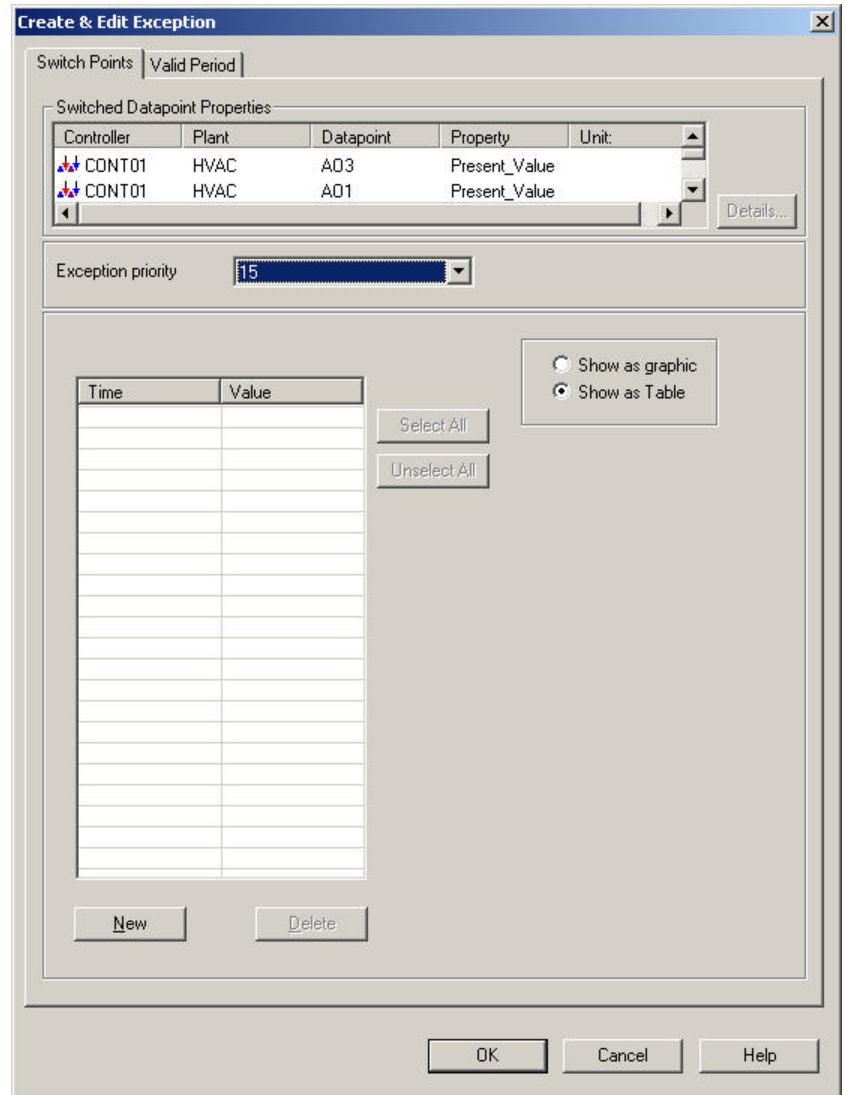 Create & Edit Exception
Switch Points Valid Period
Switched Datapoint Properties
Controller Plant Datapoint Property Unit:
CONT01 HVAC AO3 Present_Value
CONT01 HVAC AO1 Present_Value
Details...
Exception priority 15
Show as graphic
Show as Table
Time Value
Select All
Unselect All
New Delete
OK Cancel Help